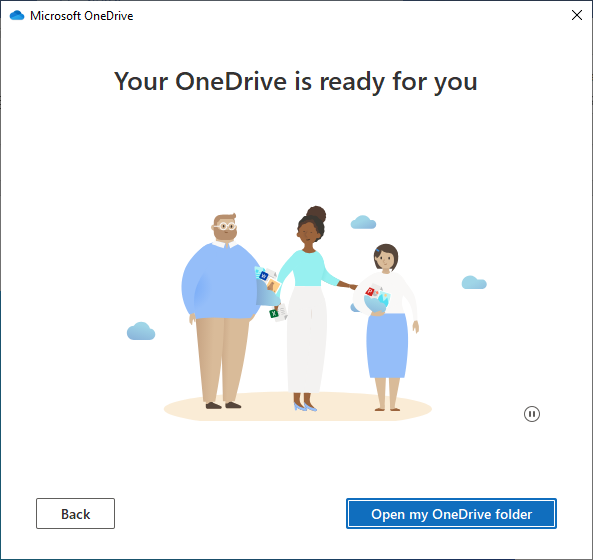 Microsoft OneDrive
Your OneDrive is ready for you
W
X
P
Back
Open my OneDrive folder